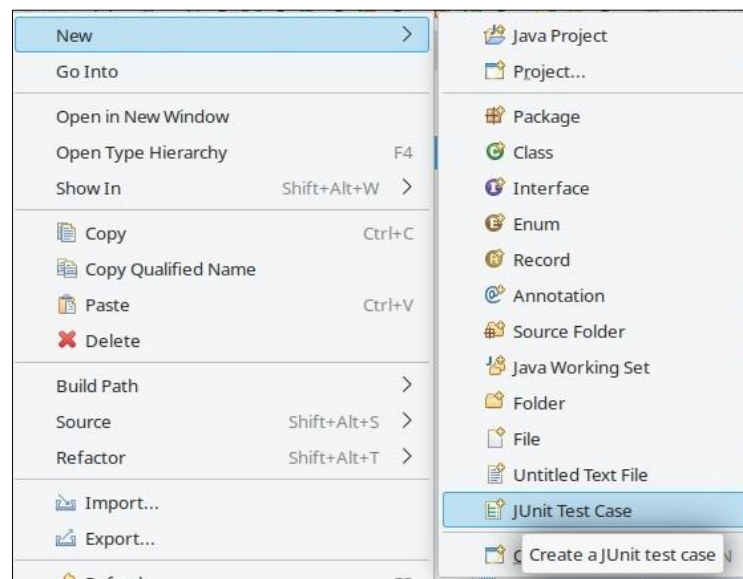 New
Go Into
Open in New Window
Open Type Hierarchy F4
Show In Shift+Alt+W
Copy Ctrl+C
Copy Qualified Name
Paste Ctrl+V
Delete
Build Path
Source Shift+Alt+S
Refactor Shift+Alt+T
Import...
Export...
Java Project
Project...
Package
Class
Interface
Enum
Record
Annotation
Source Folder
Java Working Set
Folder
File
Untitled Text File
JUnit Test Case
Create a JUnit test case